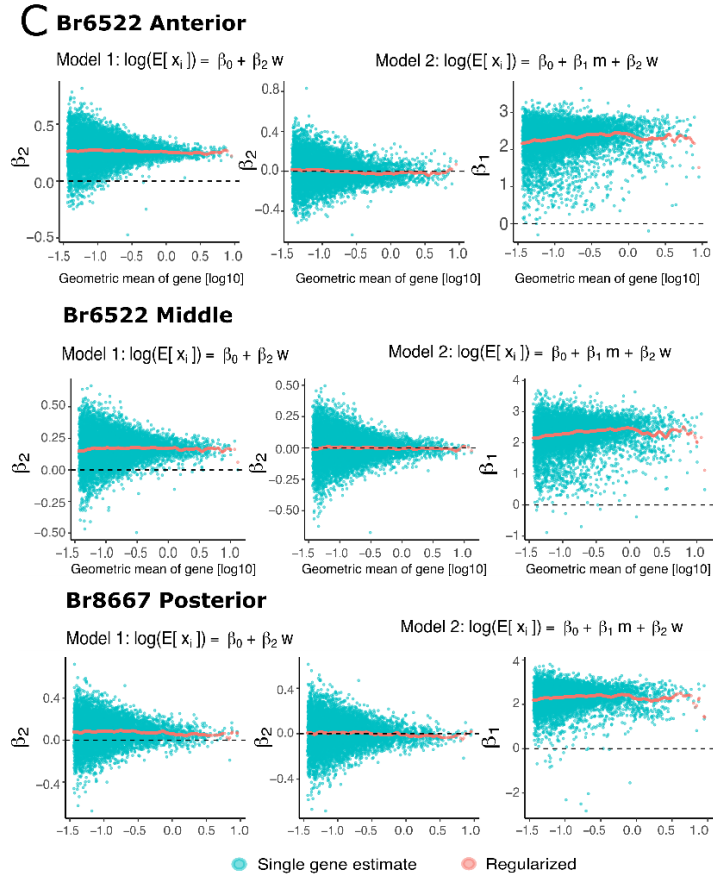 C Br6522 Anterior
Model 1: log(E[ xᵢ ]) = β₀ + β₂ w
Model 2: log(E[ xᵢ ]) = β₀ + β₁ m + β₂ w
β₂
0.5
0.0
−0.5
−1.5 −1.0 −0.5 0.0 0.5 1.0
Geometric mean of gene [log10]
β₂
0.8
0.4
0.0
−0.4
−1.5 −1.0 −0.5 0.0 0.5 1.0
Geometric mean of gene [log10]
β₁
3
2
1
0
−1.5 −1.0 −0.5 0.0 0.5 1.0
Geometric mean of gene [log10]
Br6522 Middle
Model 1: log(E[ xᵢ ]) = β₀ + β₂ w
Model 2: log(E[ xᵢ ]) = β₀ + β₁ m + β₂ w
β₂
0.50
0.25
0.00
−0.25
−0.50
−1.5 −1.0 −0.5 0.0 0.5 1.0
Geometric mean of gene [log10]
β₂
0.50
0.25
0.00
−0.25
−0.50
−1.5 −1.0 −0.5 0.0 0.5 1.0
Geometric mean of gene [log10]
β₁
4
3
2
1
0
−1
−1.5 −1.0 −0.5 0.0 0.5 1.0
Geometric mean of gene [log10]
Br8667 Posterior
Model 1: log(E[ xᵢ ]) = β₀ + β₂ w
Model 2: log(E[ xᵢ ]) = β₀ + β₁ m + β₂ w
β₂
0.4
0.0
−0.4
−1.5 −1.0 −0.5 0.0 0.5 1.0
β₂
0.4
0.0
−0.4
−1.5 −1.0 −0.5 0.0 0.5 1.0
β₁
4
2
0
−2
−1.5 −1.0 −0.5 0.0 0.5 1.0
Single gene estimate Regularized